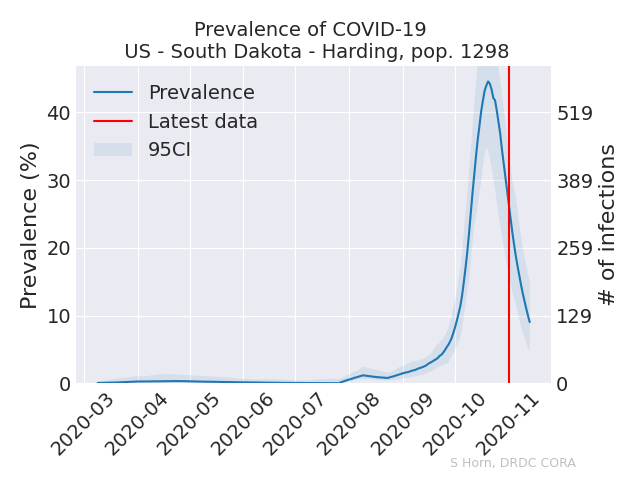 Prevalence of COVID-19
US - South Dakota - Harding, pop. 1298
Prevalence
Latest data
95CI
Prevalence (%)
40
30
20
10
0
519
389
259
129
0
# of infections
2020-03
2020-04
2020-05
2020-06
2020-07
2020-08
2020-09
2020-10
2020-11
S Horn, DRDC CORA